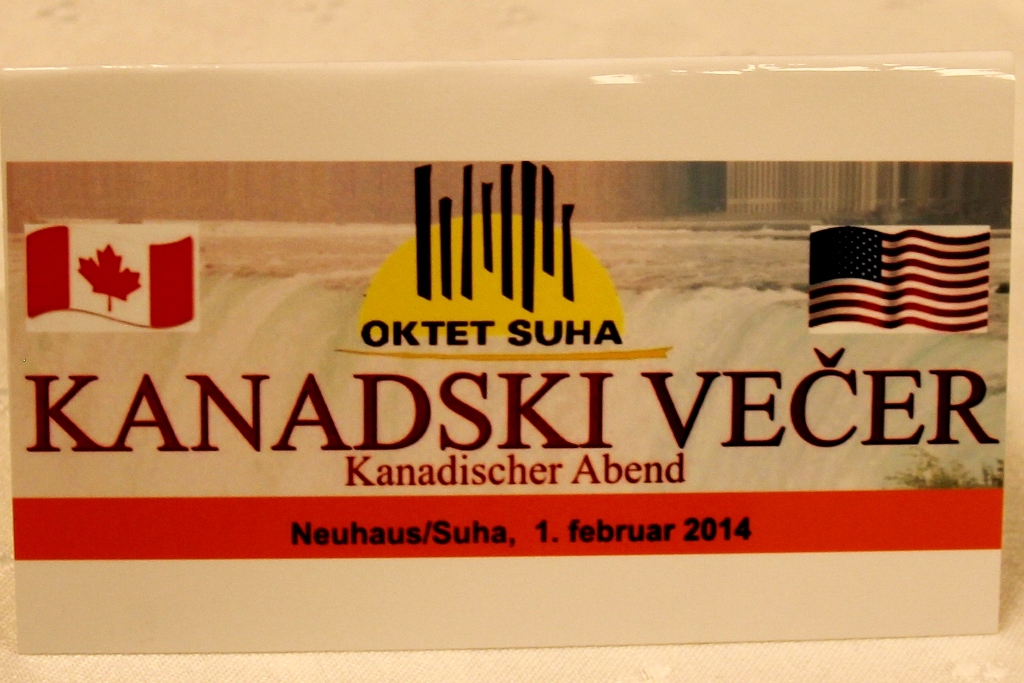 OKTET SUHA
KANADSKI VEČER
Kanadischer Abend
Neuhaus/Suha, 1. februar 2014